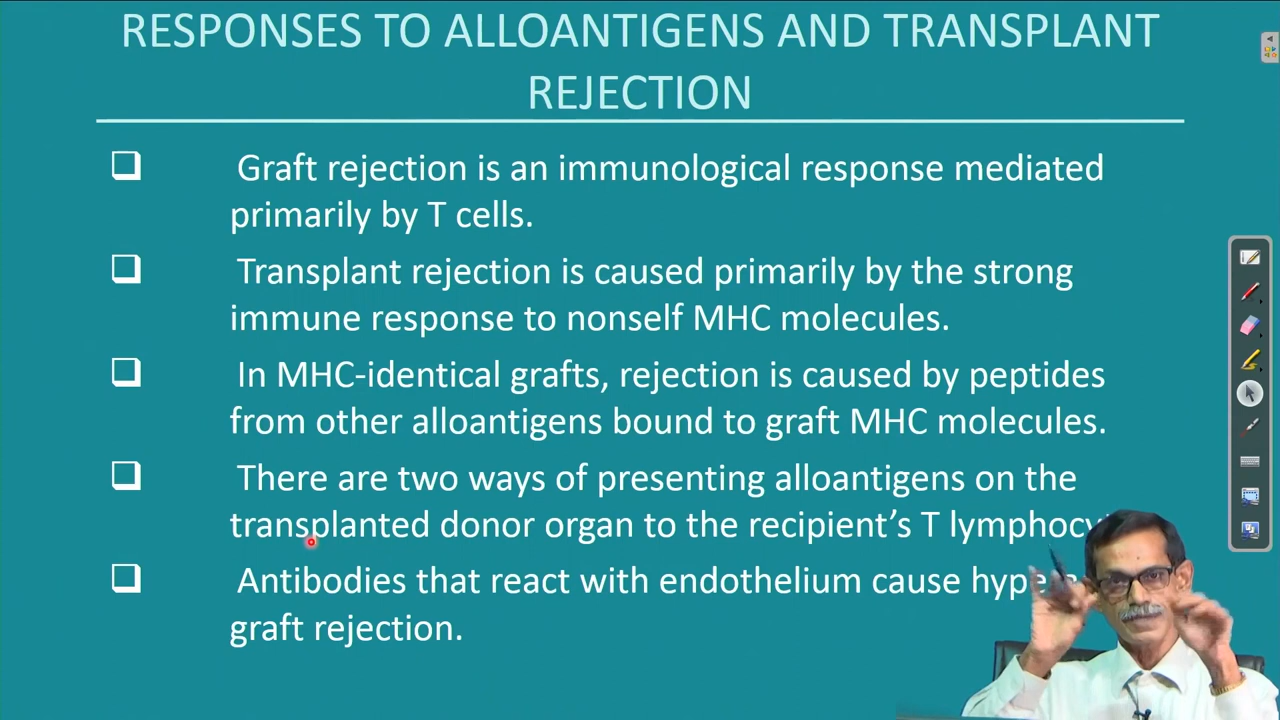 RESPONSES TO ALLOANTIGENS AND TRANSPLANT
REJECTION
Graft rejection is an immunological response mediated
primarily by T cells.
Transplant rejection is caused primarily by the strong
immune response to nonself MHC molecules.
In MHC-identical grafts, rejection is caused by peptides
from other alloantigens bound to graft MHC molecules.
There are two ways of presenting alloantigens on the
transplanted donor organ to the recipient’s T
Antibodies that react with endothelium cause
graft rejection.